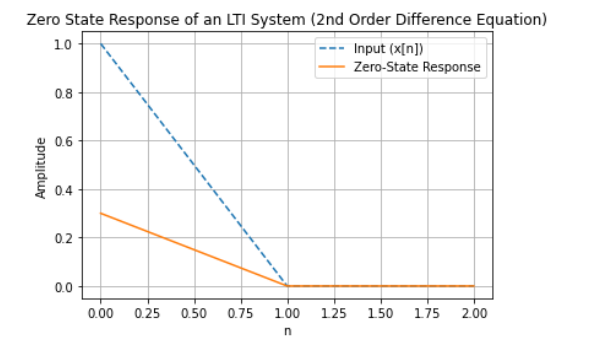 Zero State Response of an LTI System (2nd Order Difference Equation)
Input (x[n])
Zero-State Response
1.0
0.8
0.6
0.4
0.2
0.0
Amplitude
0.00 0.25 0.50 0.75 1.00 1.25 1.50 1.75 2.00
n